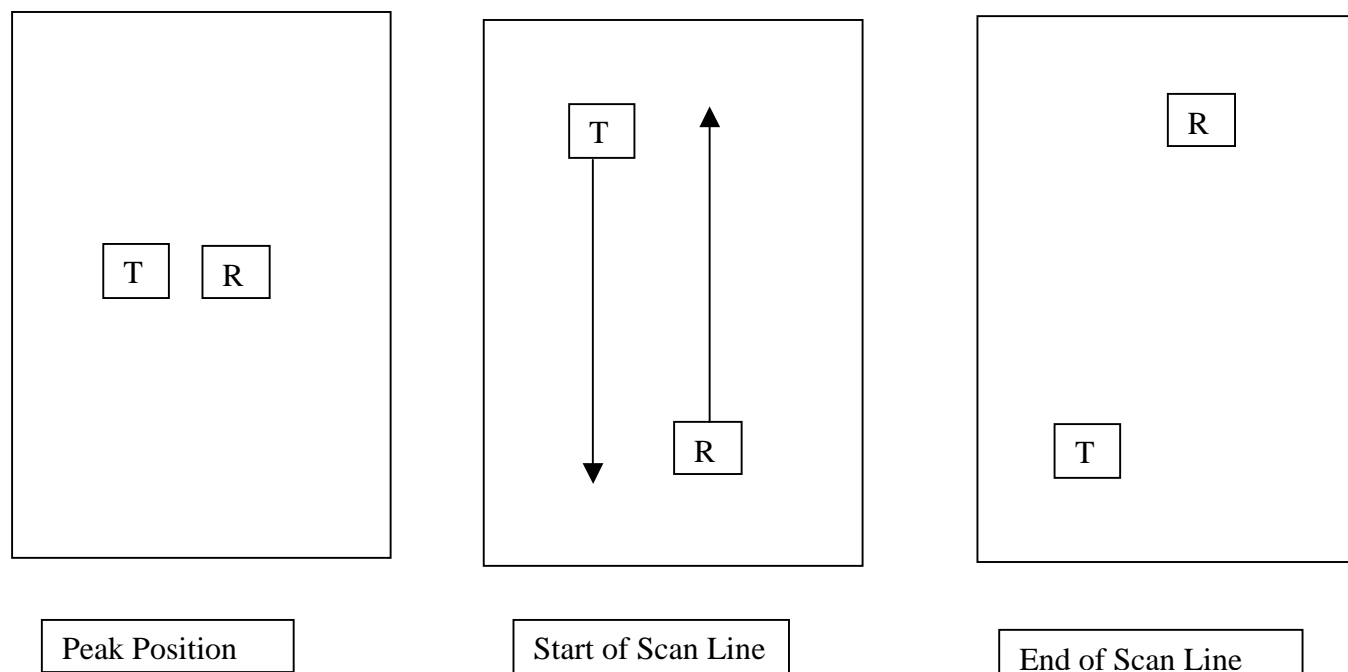 T R
Peak Position
T
R
Start of Scan Line
R
T
End of Scan Line